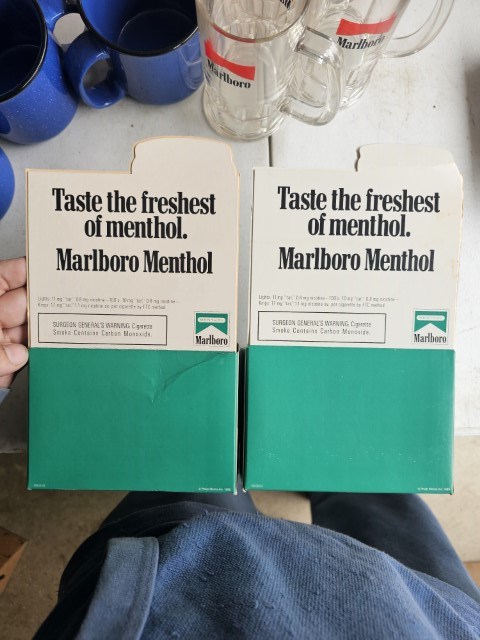 Marlboro
Marlboro
Taste the freshest
of menthol.
Marlboro Menthol
SURGEON GENERAL'S WARNING: Cigarette
Smoke Contains Carbon Monoxide.
Marlboro
Taste the freshest
of menthol.
Marlboro Menthol
SURGEON GENERAL'S WARNING: Cigarette
Smoke Contains Carbon Monoxide.
Marlboro